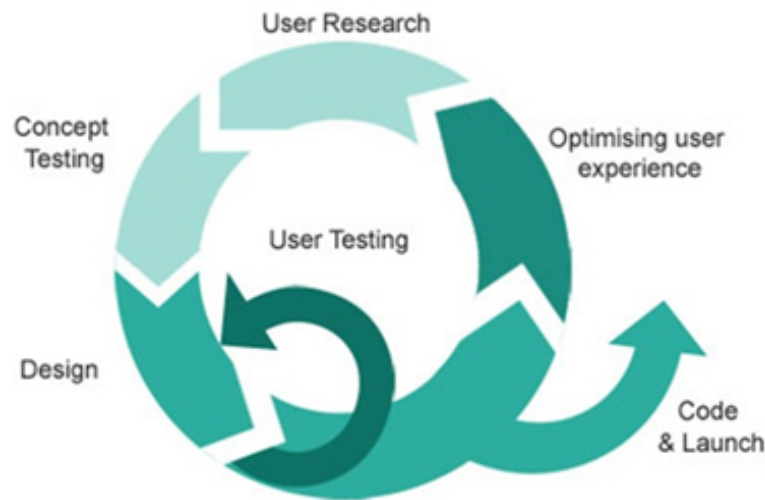 User Research
Concept
Testing
Optimising user
experience
User Testing
Design
Code
& Launch